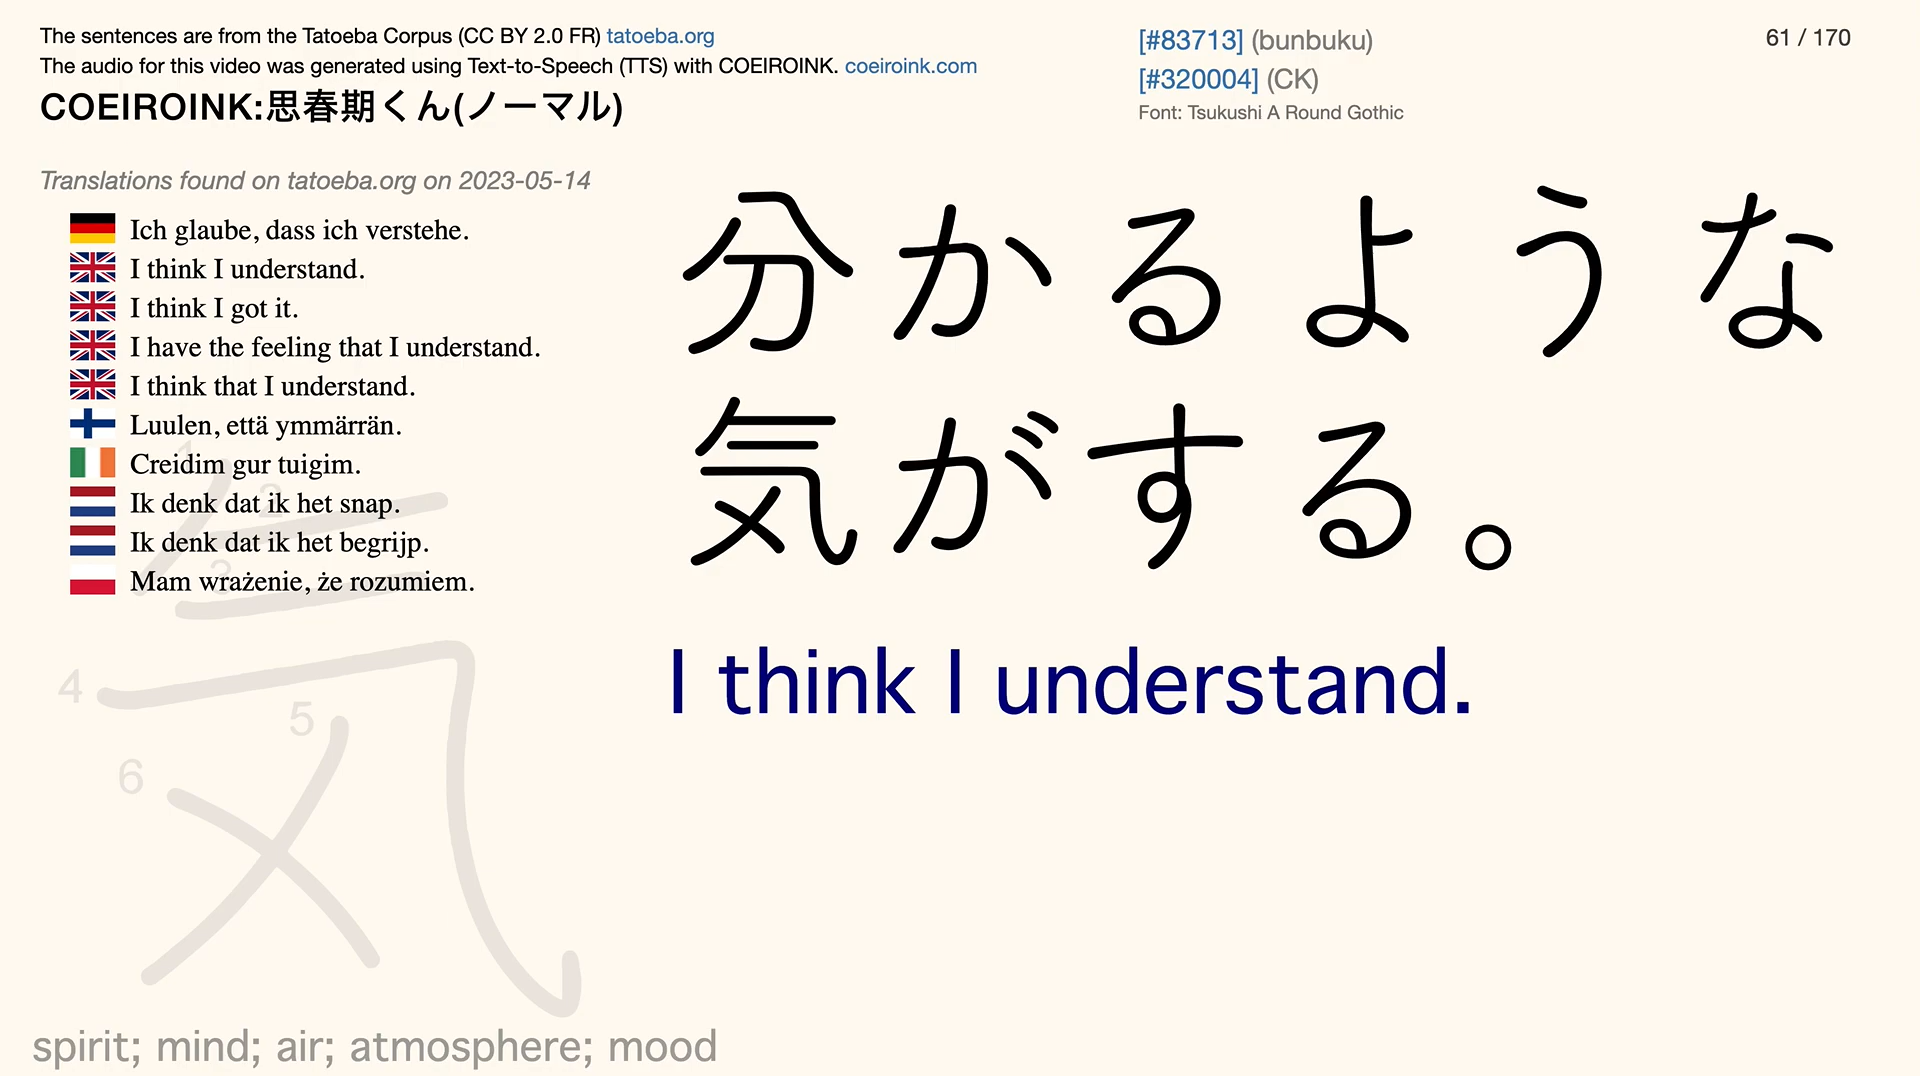 The sentences are from the Tatoeba Corpus (CC BY 2.0 FR) tatoeba.org
The audio for this video was generated using Text-to-Speech (TTS) with COEIROINK. coeiroink.com
COEIROINK:思春期くん(ノーマル)
[#83713] (bunbuku)
[#320004] (CK)
Font: Tsukushi A Round Gothic
61 / 170
Translations found on tatoeba.org on 2023-05-14
Ich glaube, dass ich verstehe.
I think I understand.
I think I got it.
I have the feeling that I understand.
I think that I understand.
Luulen, että ymmärrän.
Creidim gur tuigim.
Ik denk dat ik het snap.
Ik denk dat ik het begrijp.
Mam wrażenie, że rozumiem.
分かるような
気がする。
I think I understand.
気
1
2
3
4
5
6
spirit; mind; air; atmosphere; mood